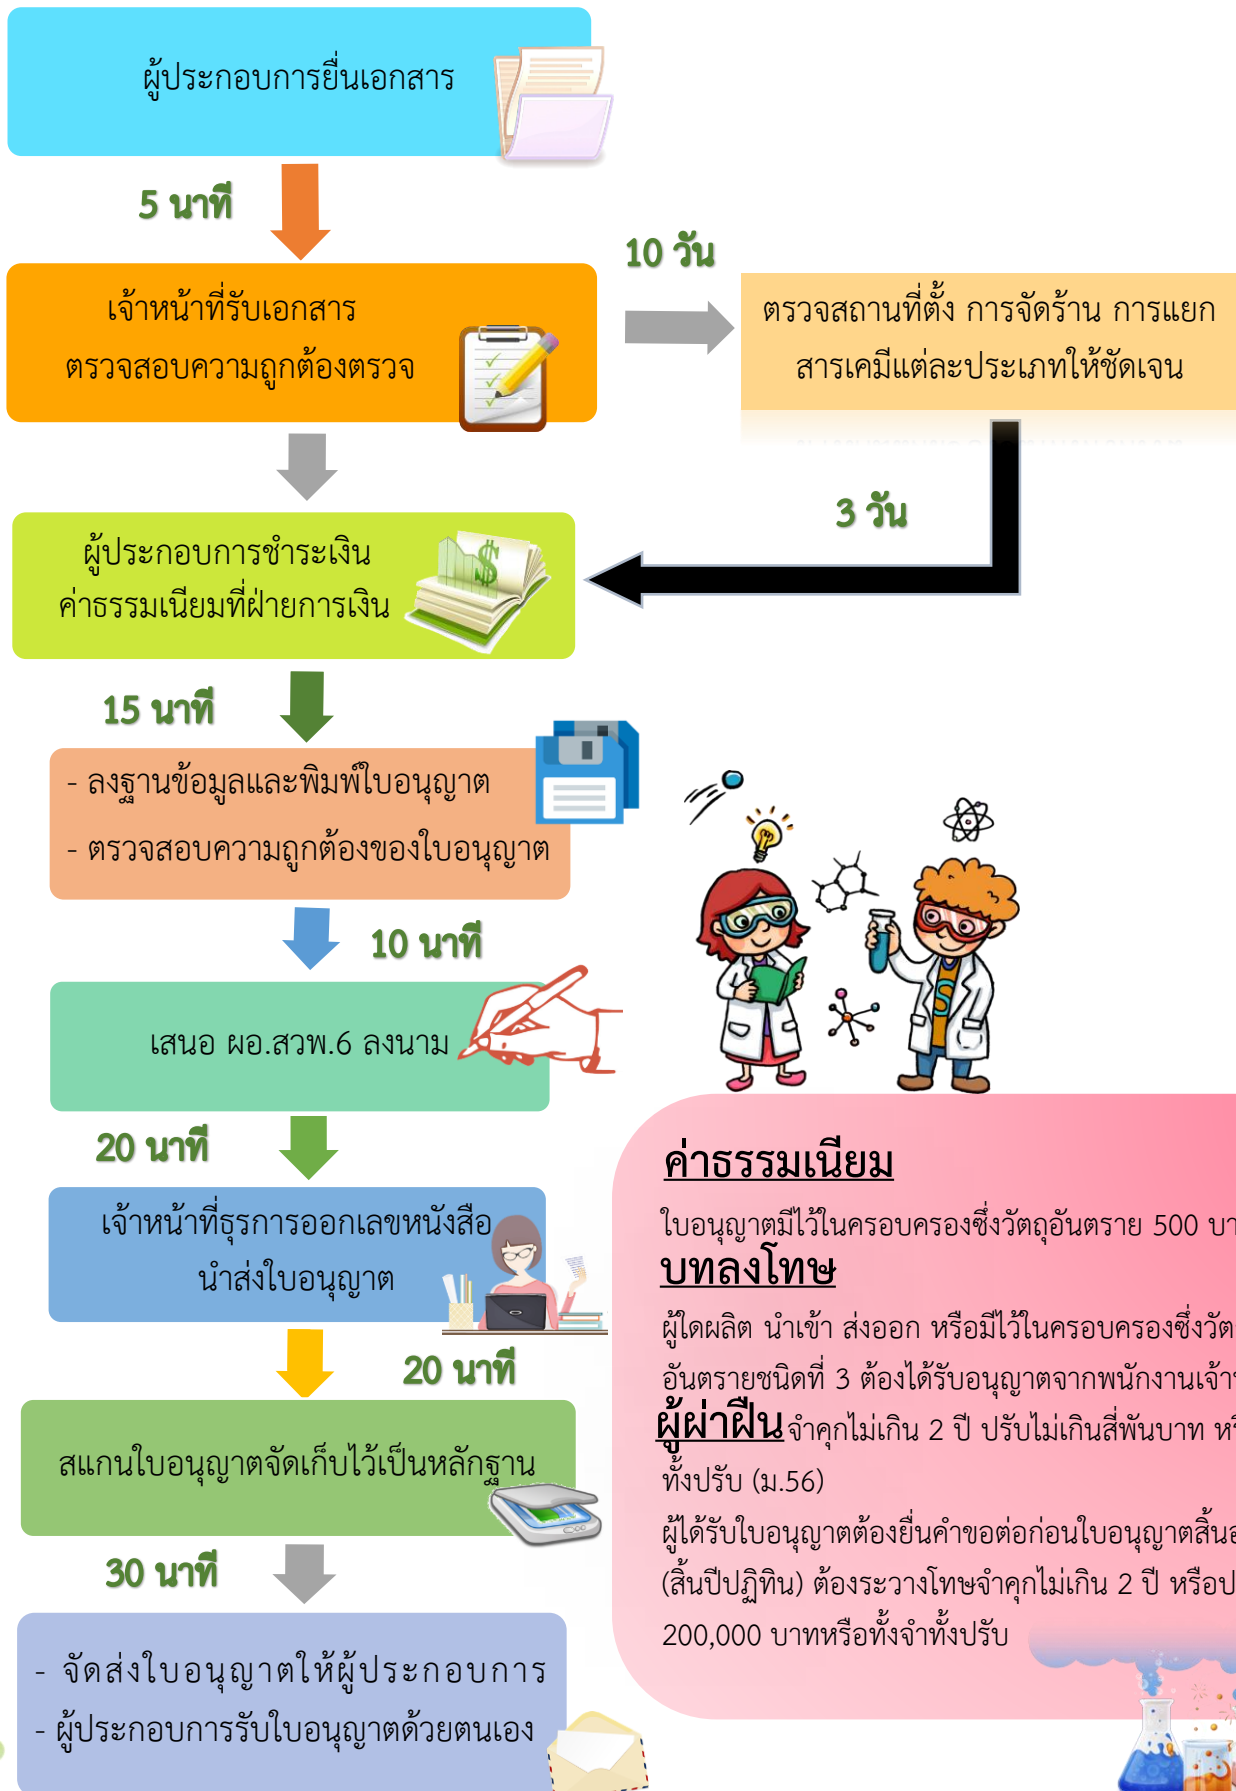 ผู้ประกอบการยื่นเอกสาร
5 นาที
เจ้าหน้าที่รับเอกสาร
ตรวจสอบความถูกต้องตรวจ
10 วัน
ตรวจสถานที่ตั้ง การจัดร้าน การแยก
สารเคมีแต่ละประเภทให้ชัดเจน
3 วัน
ผู้ประกอบการชำระเงิน
ค่าธรรมเนียมที่ฝ่ายการเงิน
15 นาที
- ลงฐานข้อมูลและพิมพ์ใบอนุญาต
- ตรวจสอบความถูกต้องของใบอนุญาต
10 นาที
เสนอ ผอ.สวพ.6 ลงนาม
20 นาที
เจ้าหน้าที่ธุรการออกเลขหนังสือ
นำส่งใบอนุญาต
20 นาที
สแกนใบอนุญาตจัดเก็บไว้เป็นหลักฐาน
30 นาที
- จัดส่งใบอนุญาตให้ผู้ประกอบการ
- ผู้ประกอบการรับใบอนุญาตด้วยตนเอง
ค่าธรรมเนียม
ใบอนุญาตมีไว้ในครอบครองซึ่งวัตถุอันตราย 500
บทลงโทษ
ผู้ใดผลิต นำเข้า ส่งออก หรือมีไว้ในครอบครองซึ่ง
อันตรายชนิดที่ 3 ต้องได้รับอนุญาตจากพนักงาน
ผู้ผ่าฝืน จำคุกไม่เกิน 2 ปี ปรับไม่เกินสี่พันบาท
ทั้งปรับ (ม.56)
ผู้ได้รับใบอนุญาตต้องยื่นคำขอต่อก่อนใบอนุญาต
(สิ้นปีปฏิทิน) ต้องระวางโทษจำคุกไม่เกิน 2 ปี
200,000 บาทหรือทั้งจำทั้งปรับ